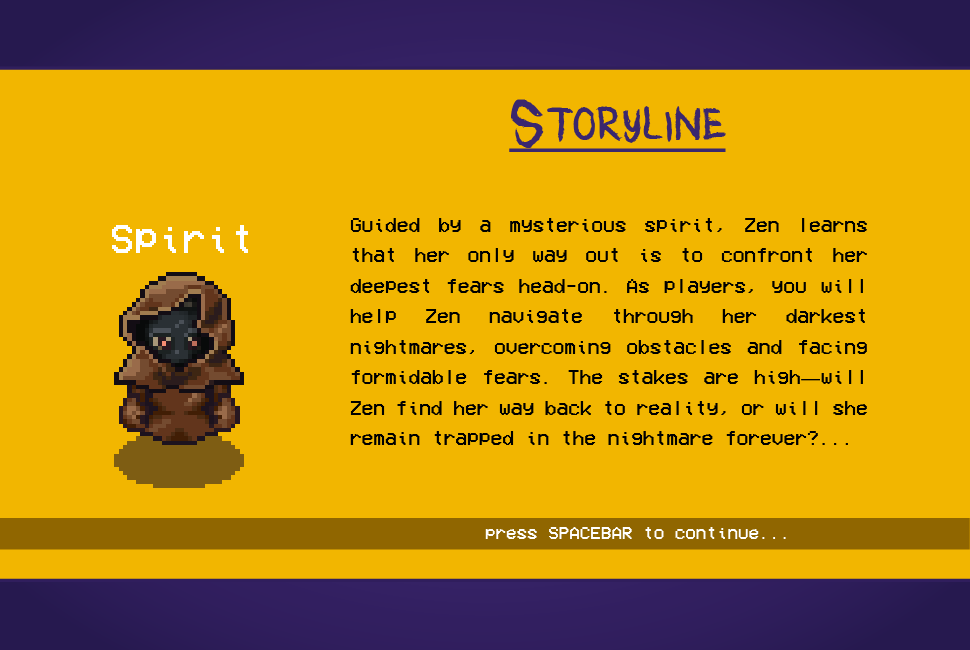 STORYLINE
Spirit
Guided by a mysterious spirit, Zen learns
that her only way out is to confront her
deepest fears head-on. As players, you will
help Zen navigate through her darkest
nightmares, overcoming obstacles and facing
formidable fears. The stakes are high—will
Zen find her way back to reality, or will she
remain trapped in the nightmare forever?...
press SPACEBAR to continue...